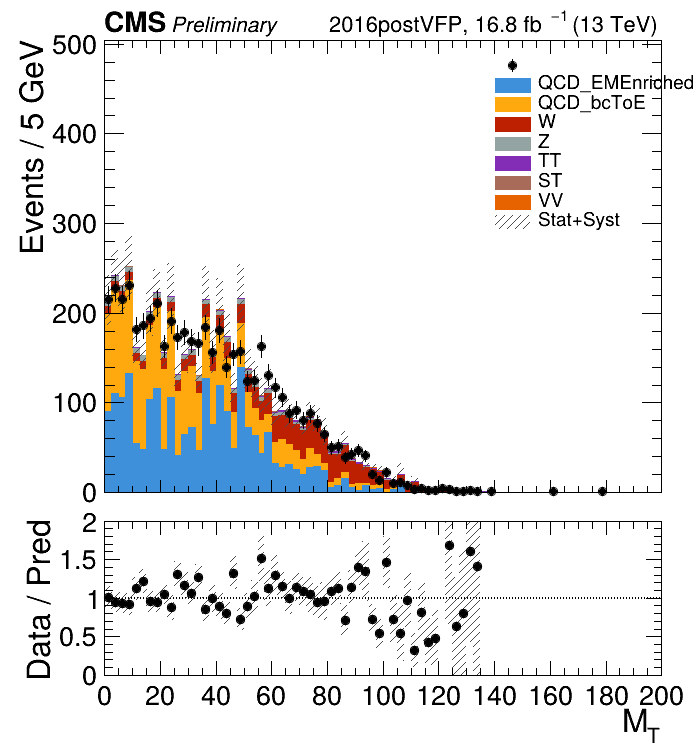 CMS Preliminary 2016postVFP, 16.8 fb⁻¹ (13 TeV)
Events / 5 GeV
500
400
300
200
100
0
QCD_EMEnriched
QCD_bcToE
W
Z
TT
ST
VV
Stat+Syst
Data / Pred
2
1.5
1
0.5
0
0 20 40 60 80 100 120 140 160 180 200
M_T